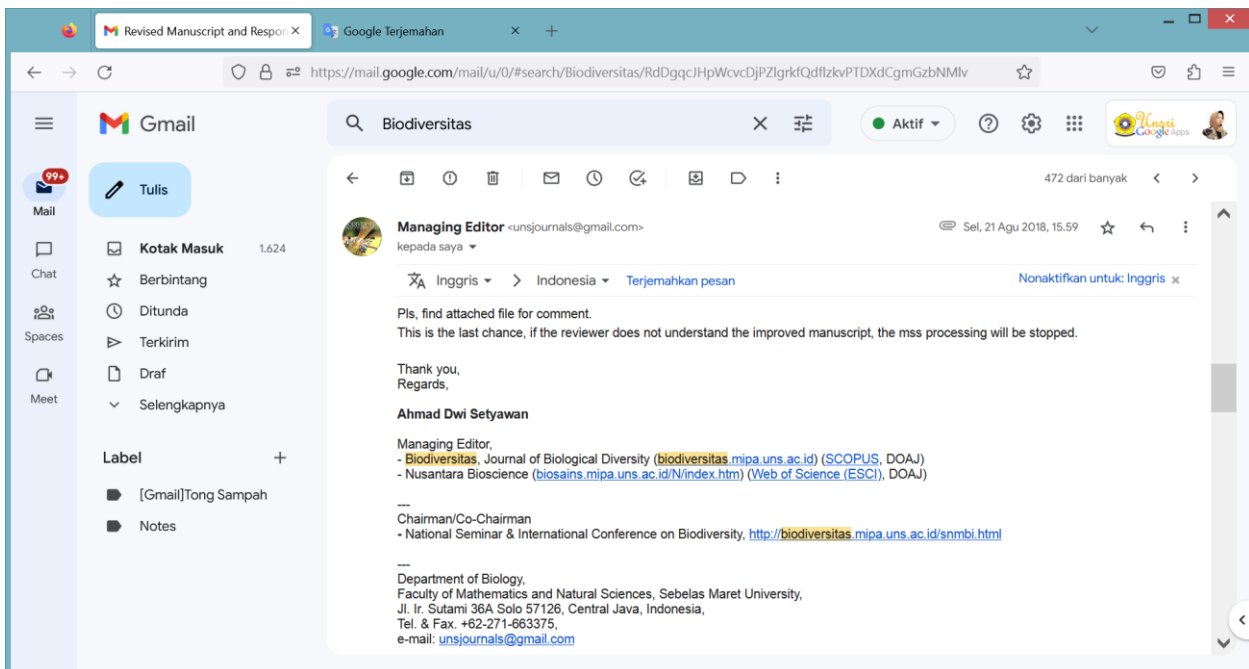 Revised Manuscript and Respon
Google Terjemahan
https://mail.google.com/mail/u/0/#search/Biodiversitas/RdDgqcJHpWcvcDjPZlgrkfQdflzkvPTDXdCgmGzbNMlv
Gmail
Biodiversitas
Aktif
Ungri
Google Apps
99+
Mail
Chat
Spaces
Meet
Tulis
Kotak Masuk 1.624
Berbintang
Ditunda
Terkirim
Draf
Selengkapnya
Label
[Gmail]Tong Sampah
Notes
472 dari banyak
Managing Editor <unsjournals@gmail.com>
Sel, 21 Agu 2018, 15.59
kepada saya
Inggris > Indonesia Terjemahkan pesan
Nonaktifkan untuk: Inggris
Pls, find attached file for comment.
This is the last chance, if the reviewer does not understand the improved manuscript, the mss processing will be stopped.
Thank you,
Regards,
Ahmad Dwi Setyawan
Managing Editor,
- Biodiversitas, Journal of Biological Diversity (biodiversitas.mipa.uns.ac.id) (SCOPUS, DOAJ)
- Nusantara Bioscience (biosains.mipa.uns.ac.id/N/index.htm) (Web of Science (ESCI), DOAJ)
---
Chairman/Co-Chairman
- National Seminar & International Conference on Biodiversity, http://biodiversitas.mipa.uns.ac.id/snmbi.html
---
Department of Biology,
Faculty of Mathematics and Natural Sciences, Sebelas Maret University,
Jl. Ir. Sutami 36A Solo 57126, Central Java, Indonesia,
Tel. & Fax. +62-271-663375,
e-mail: unsjournals@gmail.com